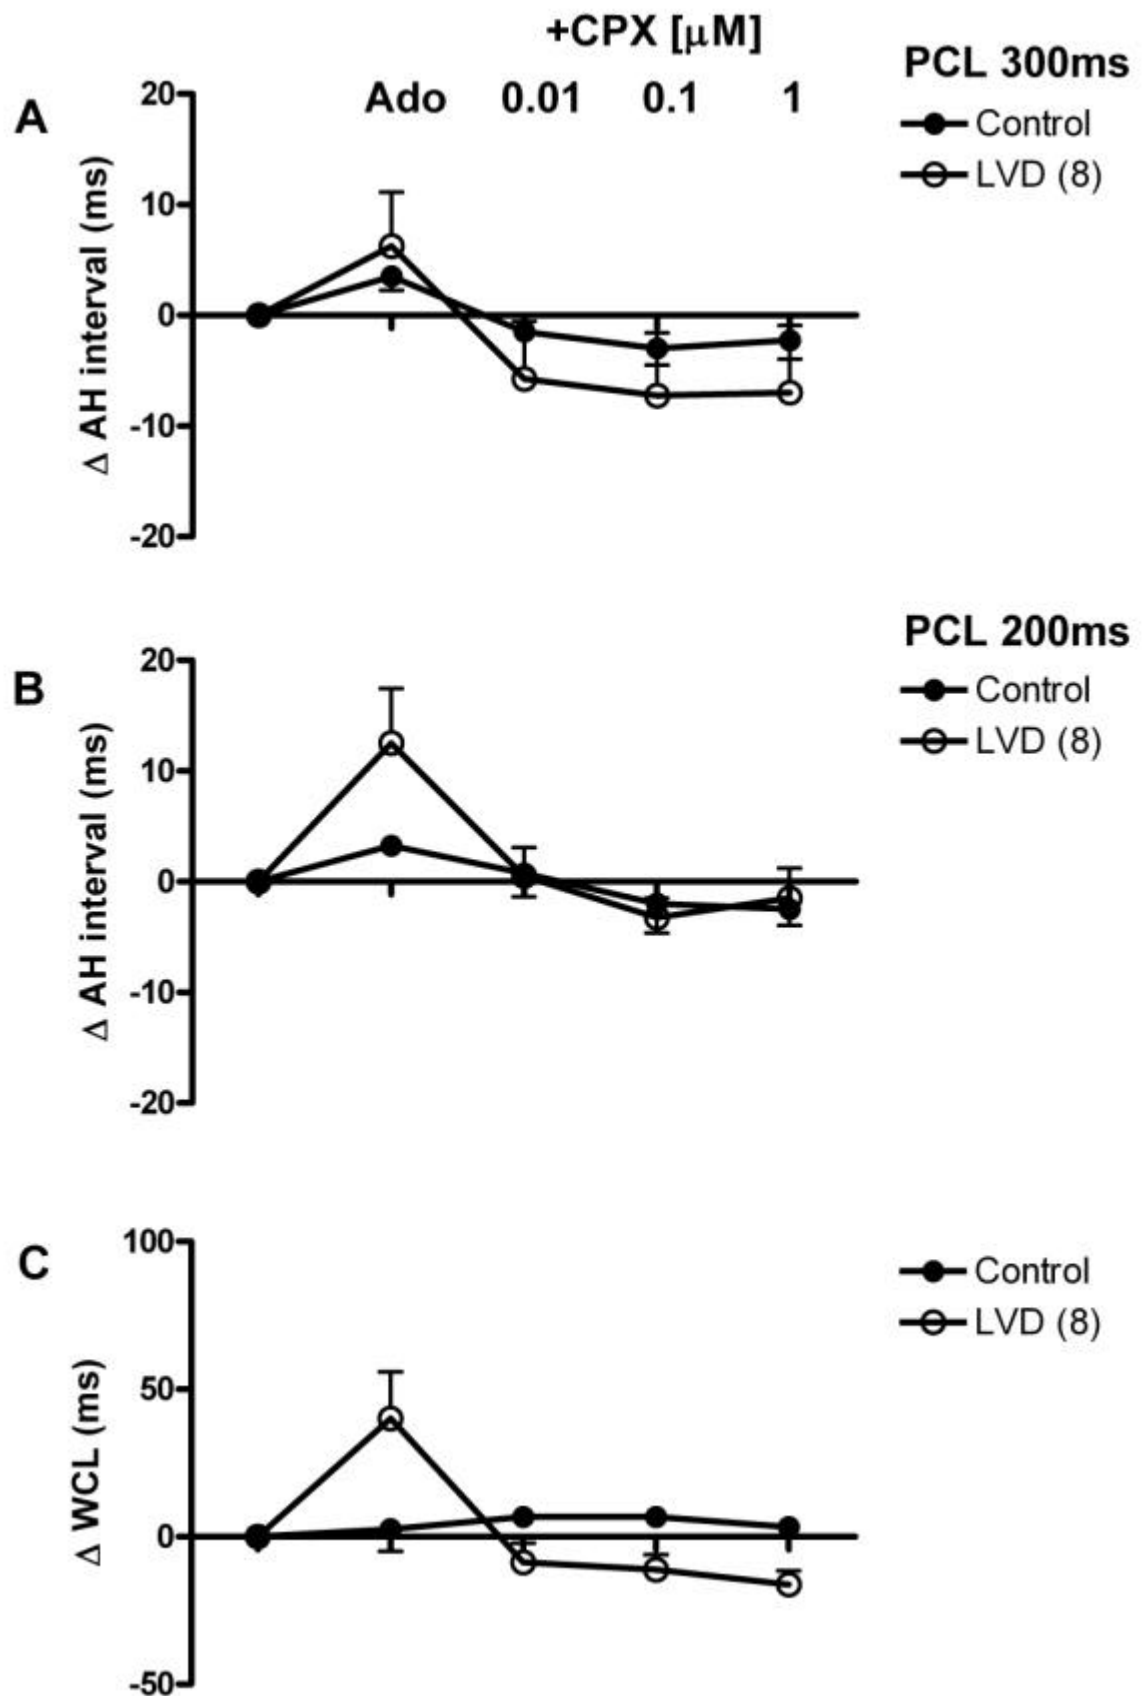 +CPX [μM]
Ado 0.01 0.1 1
PCL 300ms
Control
LVD (8)
A
Δ AH interval (ms)
20
10
0
-10
-20
PCL 200ms
Control
LVD (8)
B
Δ AH interval (ms)
20
10
0
-10
-20
Control
LVD (8)
C
Δ WCL (ms)
100
50
0
-50